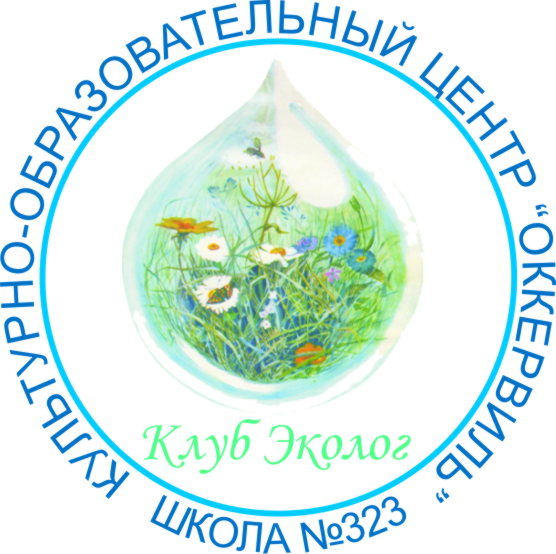 КУЛЬТУРНО-ОБРАЗОВАТЕЛЬНЫЙ ЦЕНТР "ОККЕРВИЛЬ"
Клуб Эколог
ШКОЛА №323